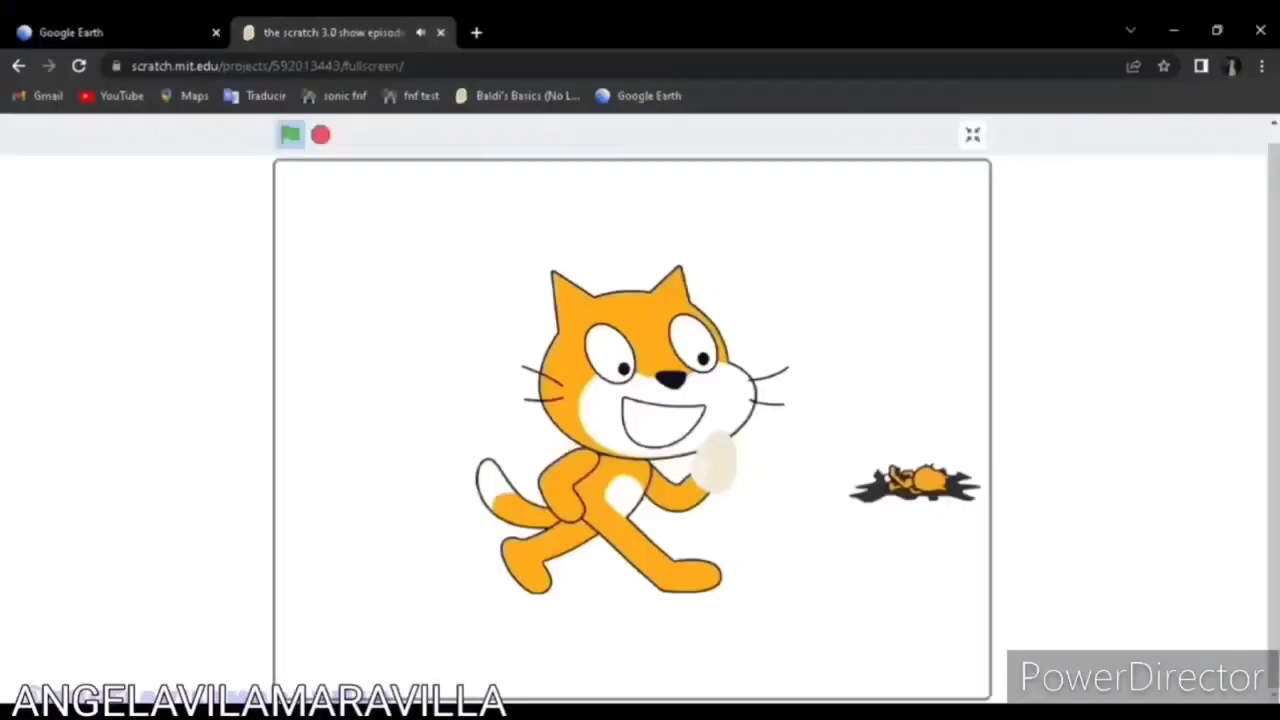 Google Earth
the scratch 3.0 show episode
scratch.mit.edu/projects/592013443/fullscreen/
Gmail YouTube Maps Traducir sonic fnf fnf test Baldi's Basics (No L... Google Earth
PowerDirector
ANGELAVILAMARAVILLA